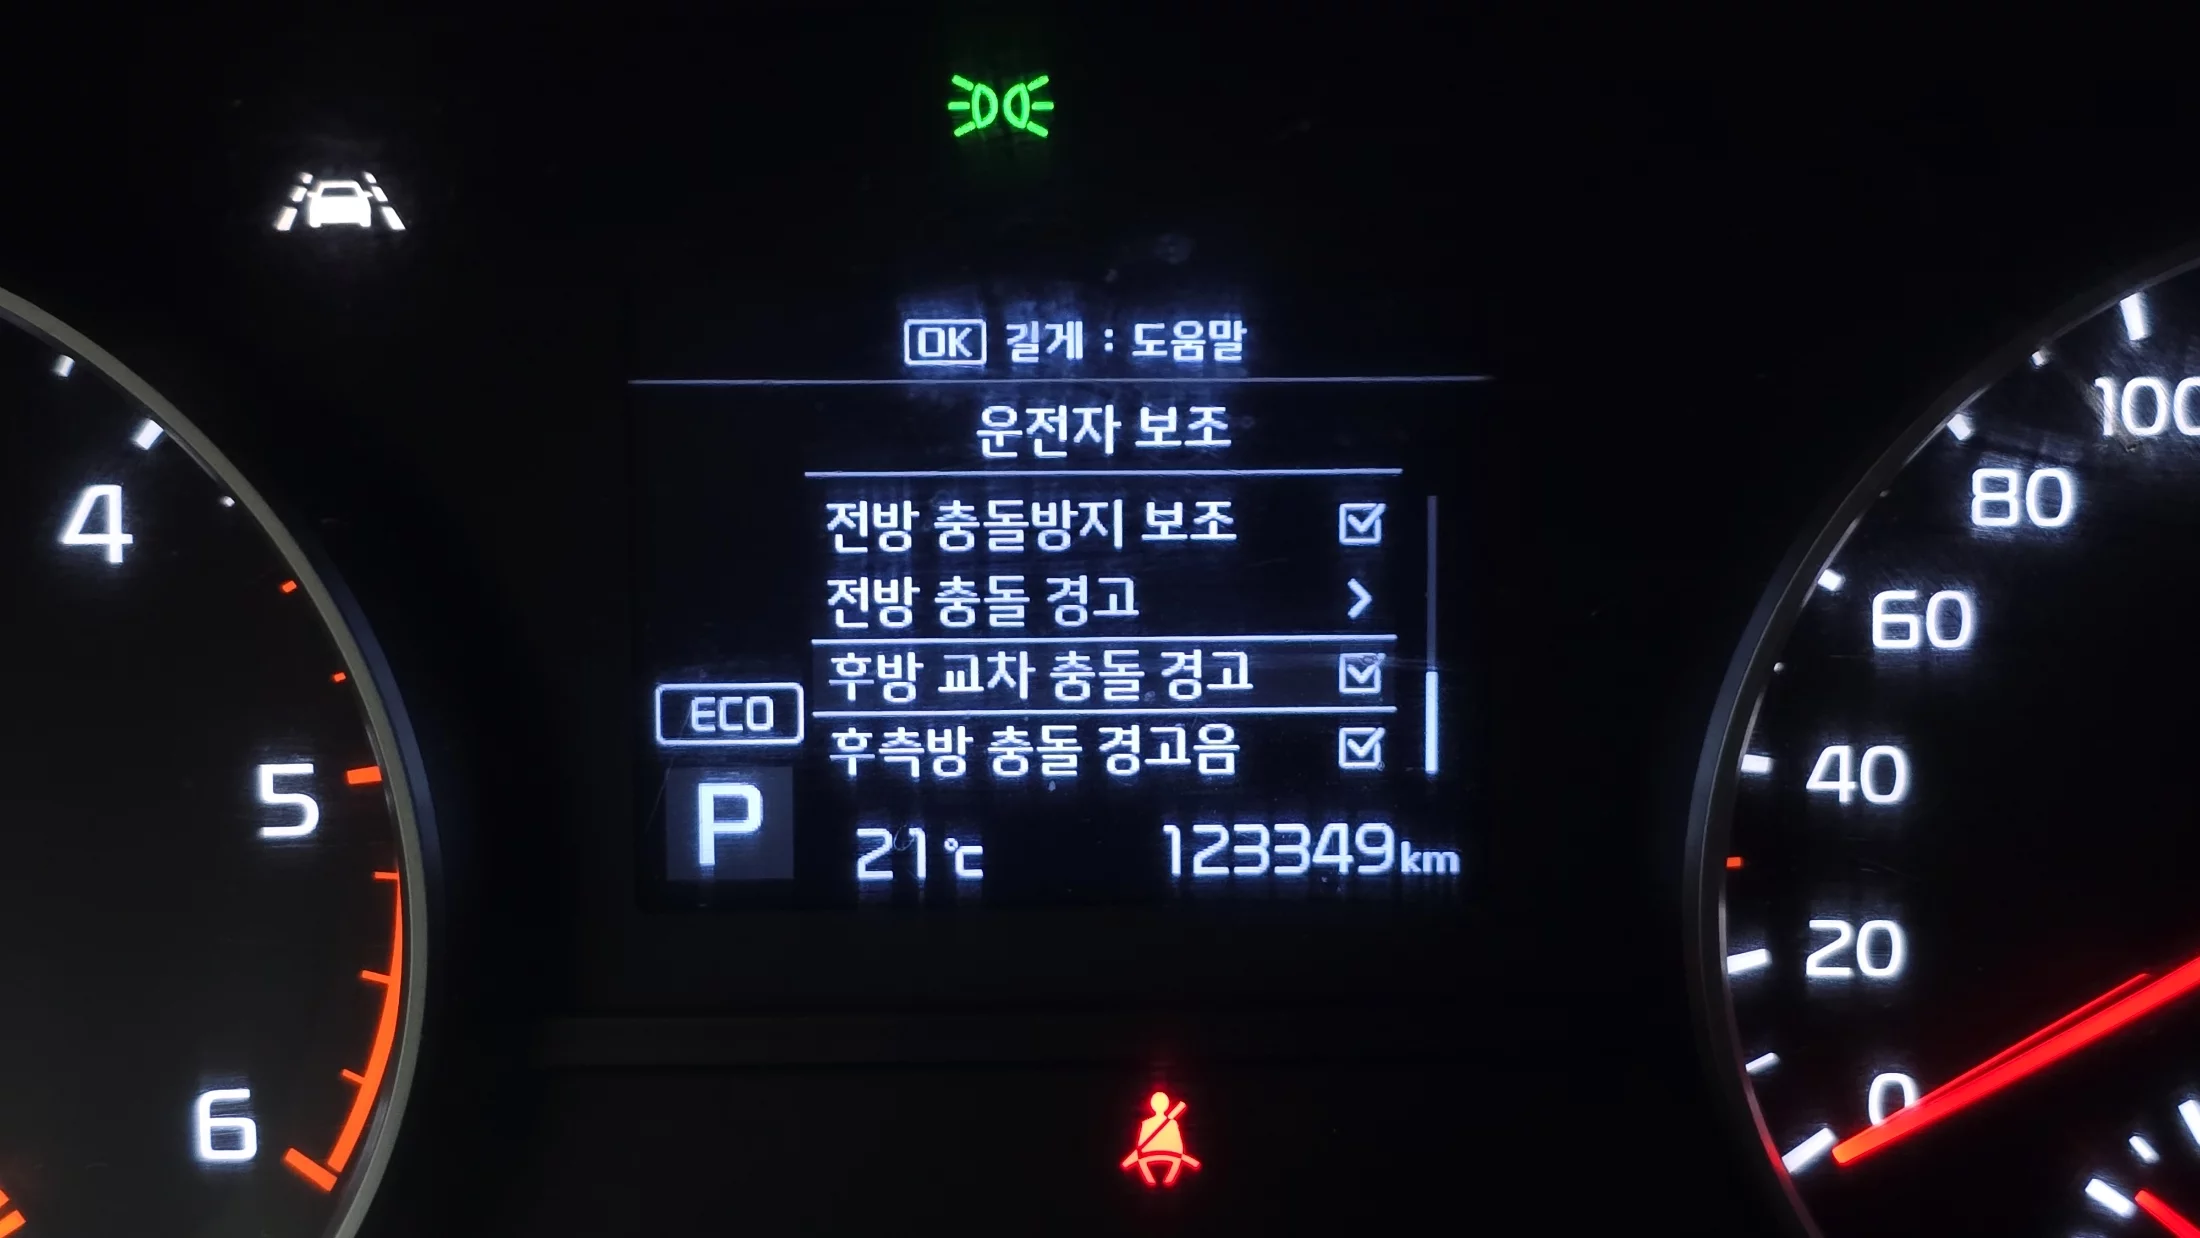 OK 길게 : 도움말
운전자 보조
전방 충돌방지 보조
전방 충돌 경고
후방 교차 충돌 경고
후측방 충돌 경고음
ECO
P
21℃ 123349km
4
5
6
100
80
60
40
20
0